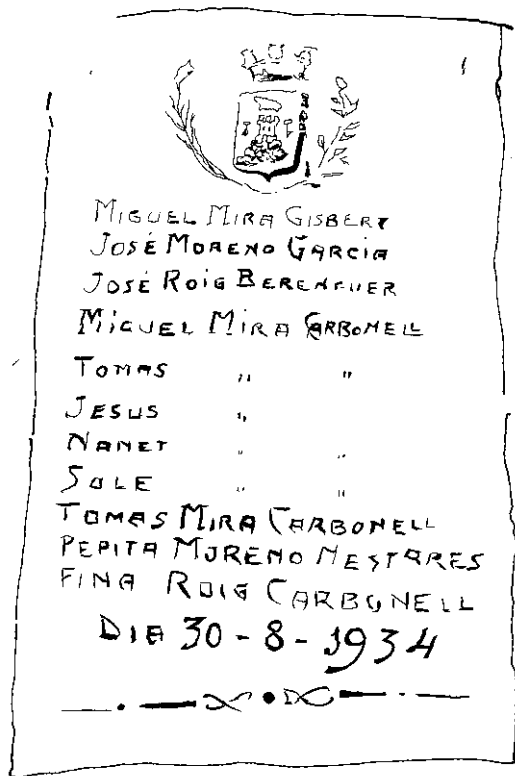 MIGUEL MIRA GISBERT
JOSÉ MORENO GARCIA
JOSÉ ROIG BERENGUER
MIGUEL MIRA CARBONELL
TOMAS " "
JESUS "
NANET " "
SOLE " "
TOMAS MIRA CARBONELL
PEPITA MORENO NESTARES
FINA ROIG CARBONELL
DIA 30-8-1934